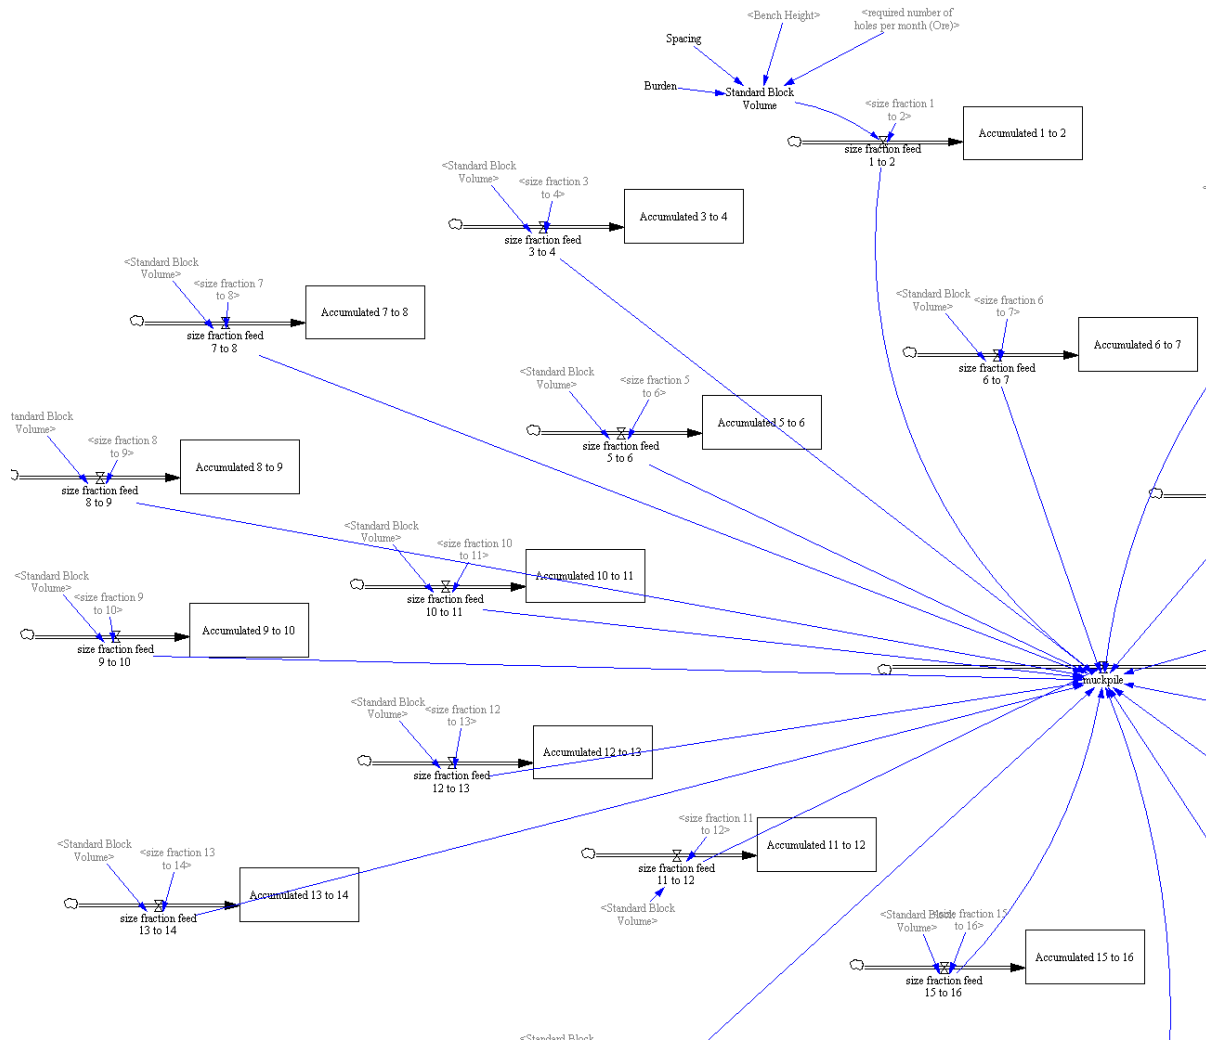 <Bench Height>
<required number of
holes per month (Ore)>
Spacing
Burden
Standard Block
Volume
<size fraction 1
to 2>
Accumulated 1 to 2
size fraction feed
1 to 2
<Standard Block
Volume>
<size fraction 3
to 4>
Accumulated 3 to 4
size fraction feed
3 to 4
<Standard Block
Volume>
<size fraction 7
to 8>
Accumulated 7 to 8
size fraction feed
7 to 8
<Standard Block
Volume>
<size fraction 6
to 7>
Accumulated 6 to 7
size fraction feed
6 to 7
<Standard Block
Volume>
<size fraction 5
to 6>
Accumulated 5 to 6
size fraction feed
5 to 6
tandard Block
Volume>
<size fraction 8
to 9>
Accumulated 8 to 9
size fraction feed
8 to 9
<Standard Block
Volume>
<size fraction 10
to 11>
Accumulated 10 to 11
size fraction feed
10 to 11
<Standard Block
Volume>
<size fraction 9
to 10>
Accumulated 9 to 10
size fraction feed
9 to 10
muckpile
<Standard Block
Volume>
<size fraction 12
to 13>
Accumulated 12 to 13
size fraction feed
12 to 13
<size fraction 11
to 12>
Accumulated 11 to 12
size fraction feed
11 to 12
<Standard Block
Volume>
<Standard Block
Volume>
<size fraction 13
to 14>
Accumulated 13 to 14
size fraction feed
13 to 14
<Standard Block
Volume>
<size fraction 15
to 16>
Accumulated 15 to 16
size fraction feed
15 to 16
<Standard Block